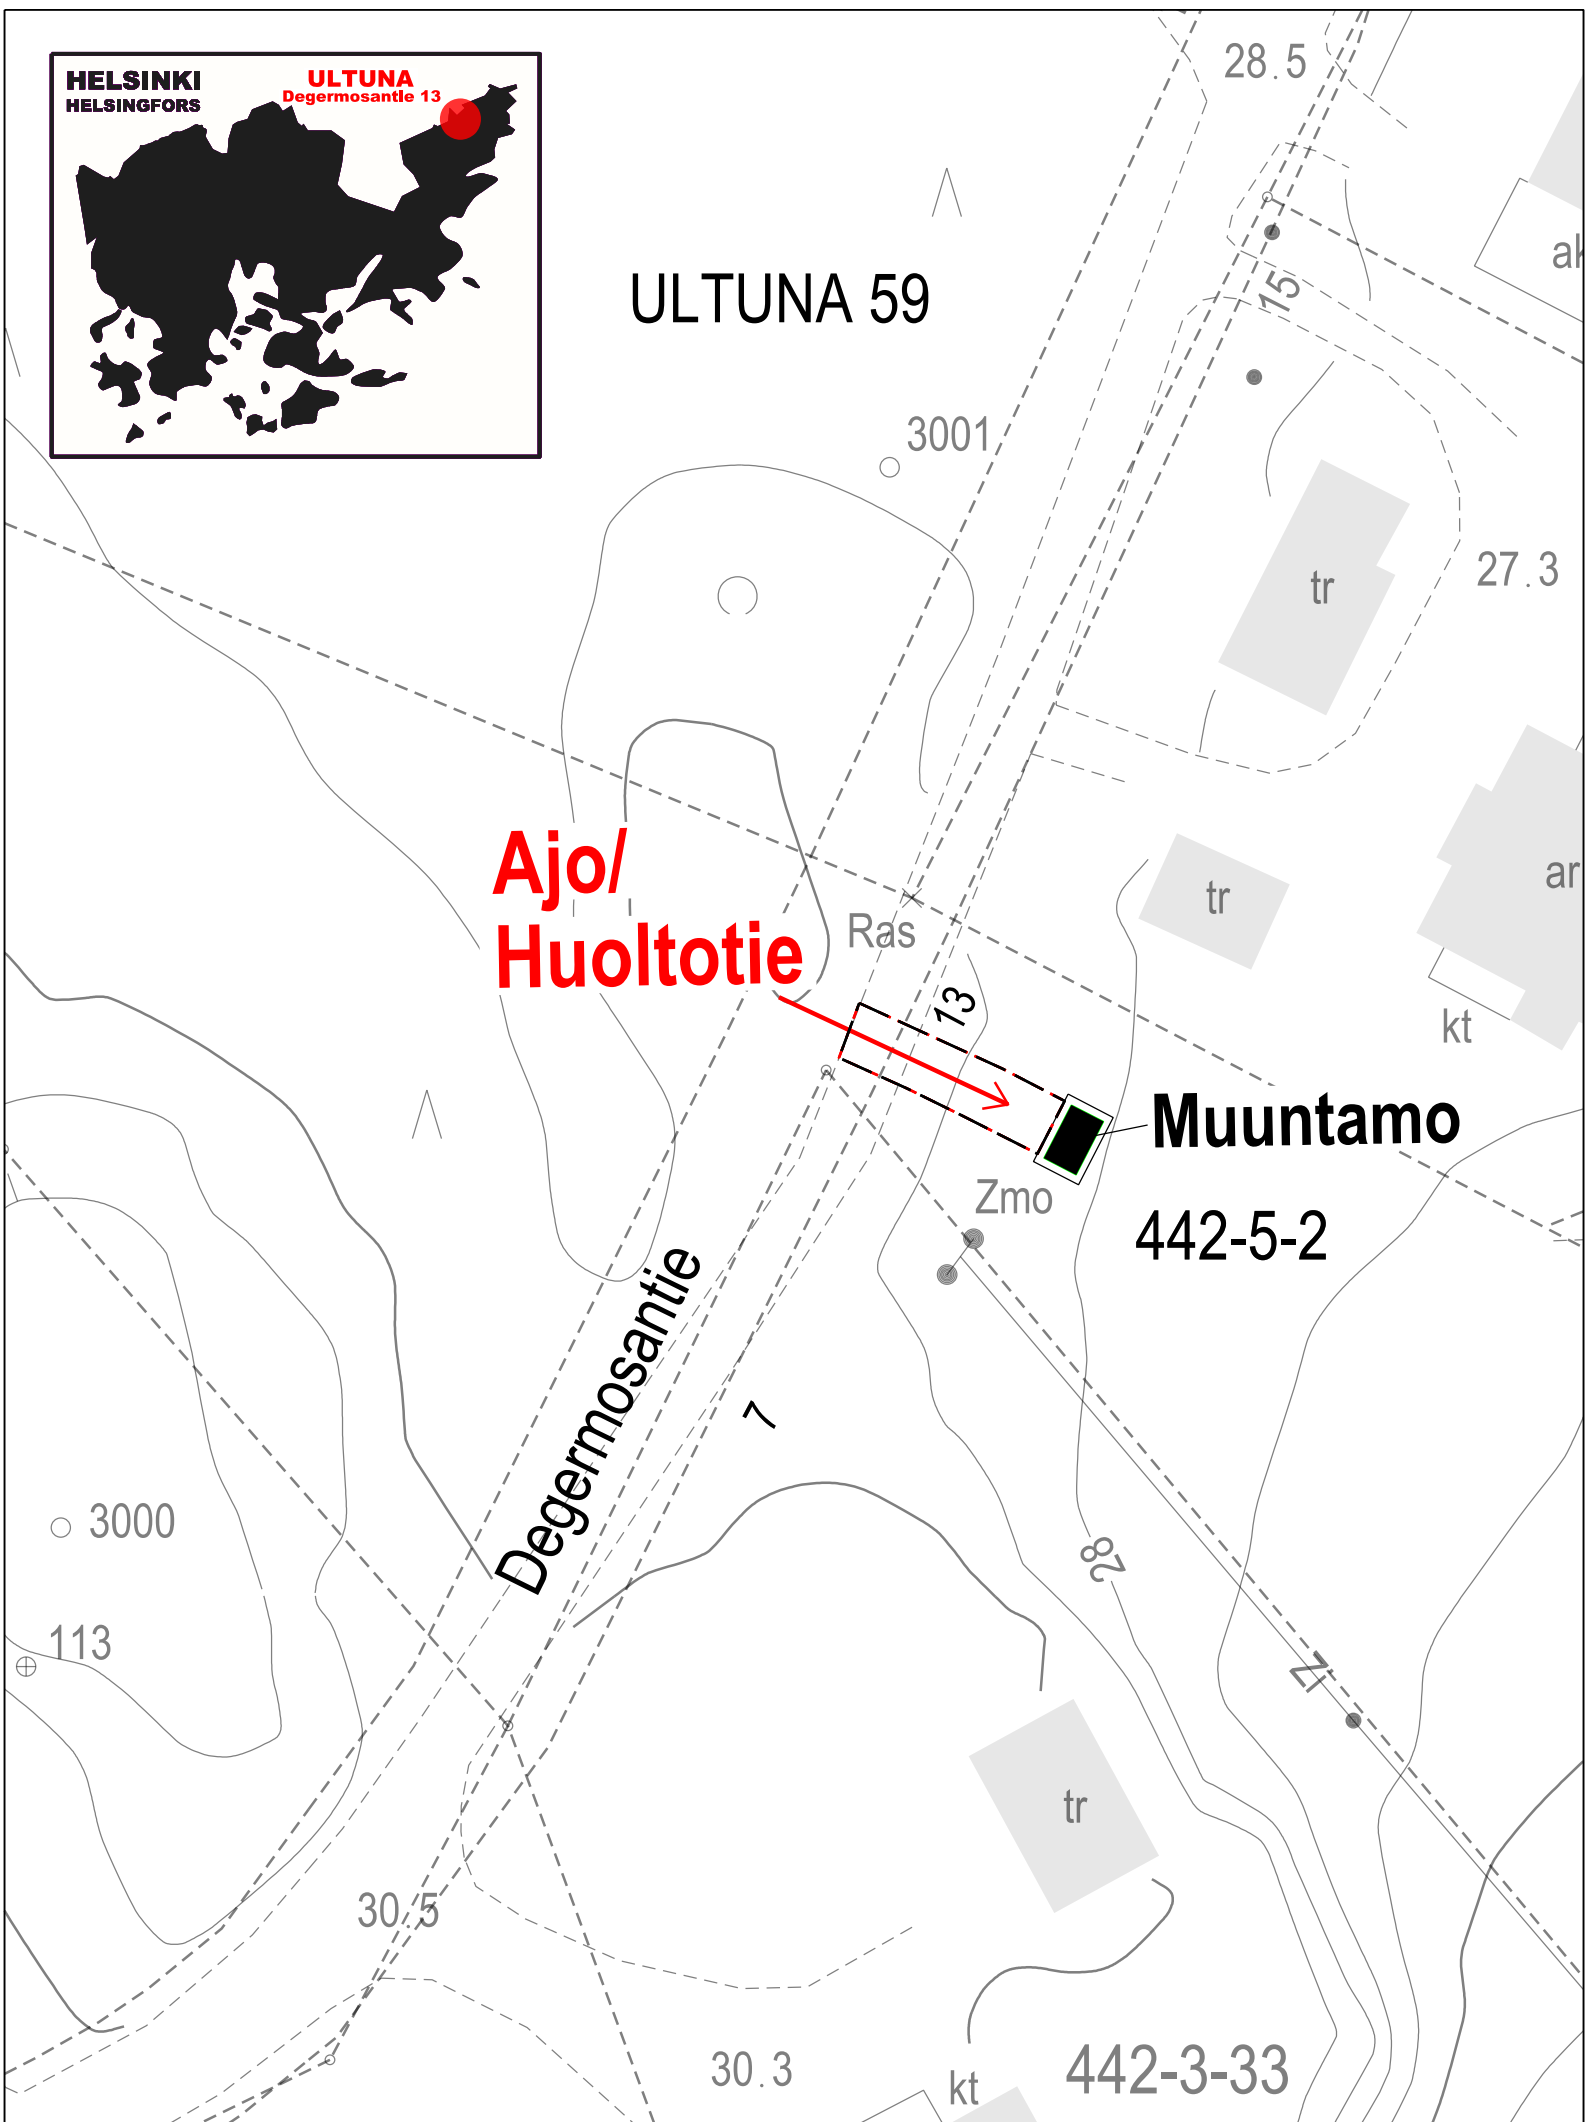 HELSINKI
HELSINGFORS
ULTUNA
Degermosantie 13
28.5
ULTUNA 59
15
3001
tr
27.3
Ajo/
Huoltotie
Ras
tr
ar
13
kt
Muuntamo
Zmo
442-5-2
Degermosantie
7
3000
28
113
Zl
tr
30.5
30.3
kt
442-3-33